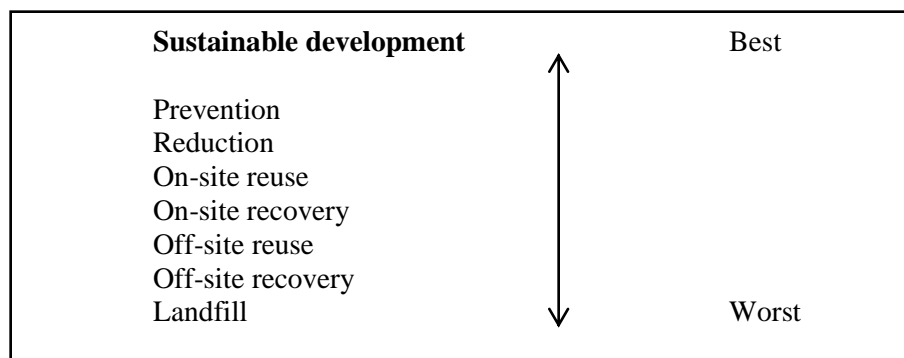 Sustainable development Best
Prevention
Reduction
On-site reuse
On-site recovery
Off-site reuse
Off-site recovery
Landfill Worst